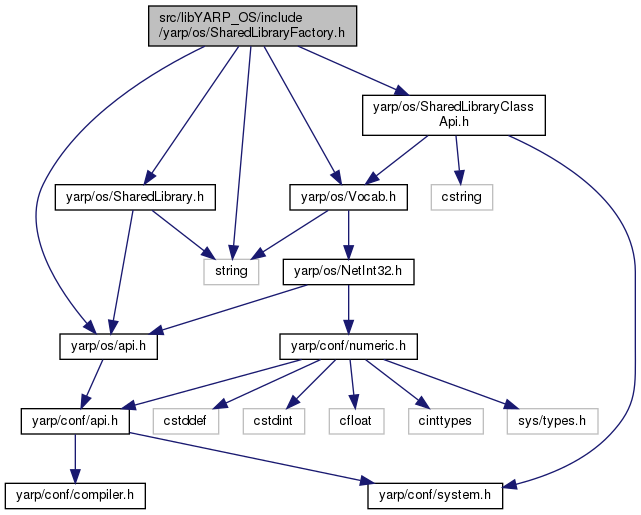 src/libYARP_OS/include
/yarp/os/SharedLibraryFactory.h
yarp/os/SharedLibraryClass
Api.h
yarp/os/SharedLibrary.h
yarp/os/Vocab.h
cstring
string
yarp/os/NetInt32.h
yarp/os/api.h
yarp/conf/numeric.h
yarp/conf/api.h
cstddef
cstdint
cfloat
cinttypes
sys/types.h
yarp/conf/compiler.h
yarp/conf/system.h